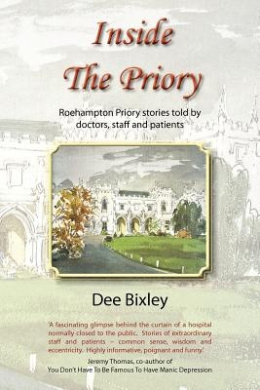 Inside
The Priory
Roehampton Priory stories told by
doctors, staff and patients
Dee Bixley
'A fascinating glimpse behind the curtain of a hospital
normally closed to the public. Stories of extraordinary
staff and patients – common sense, wisdom and
eccentricity. Highly informative, poignant and funny.'
Jeremy Thomas, co-author of
You Don't Have To Be Famous To Have Manic Depression